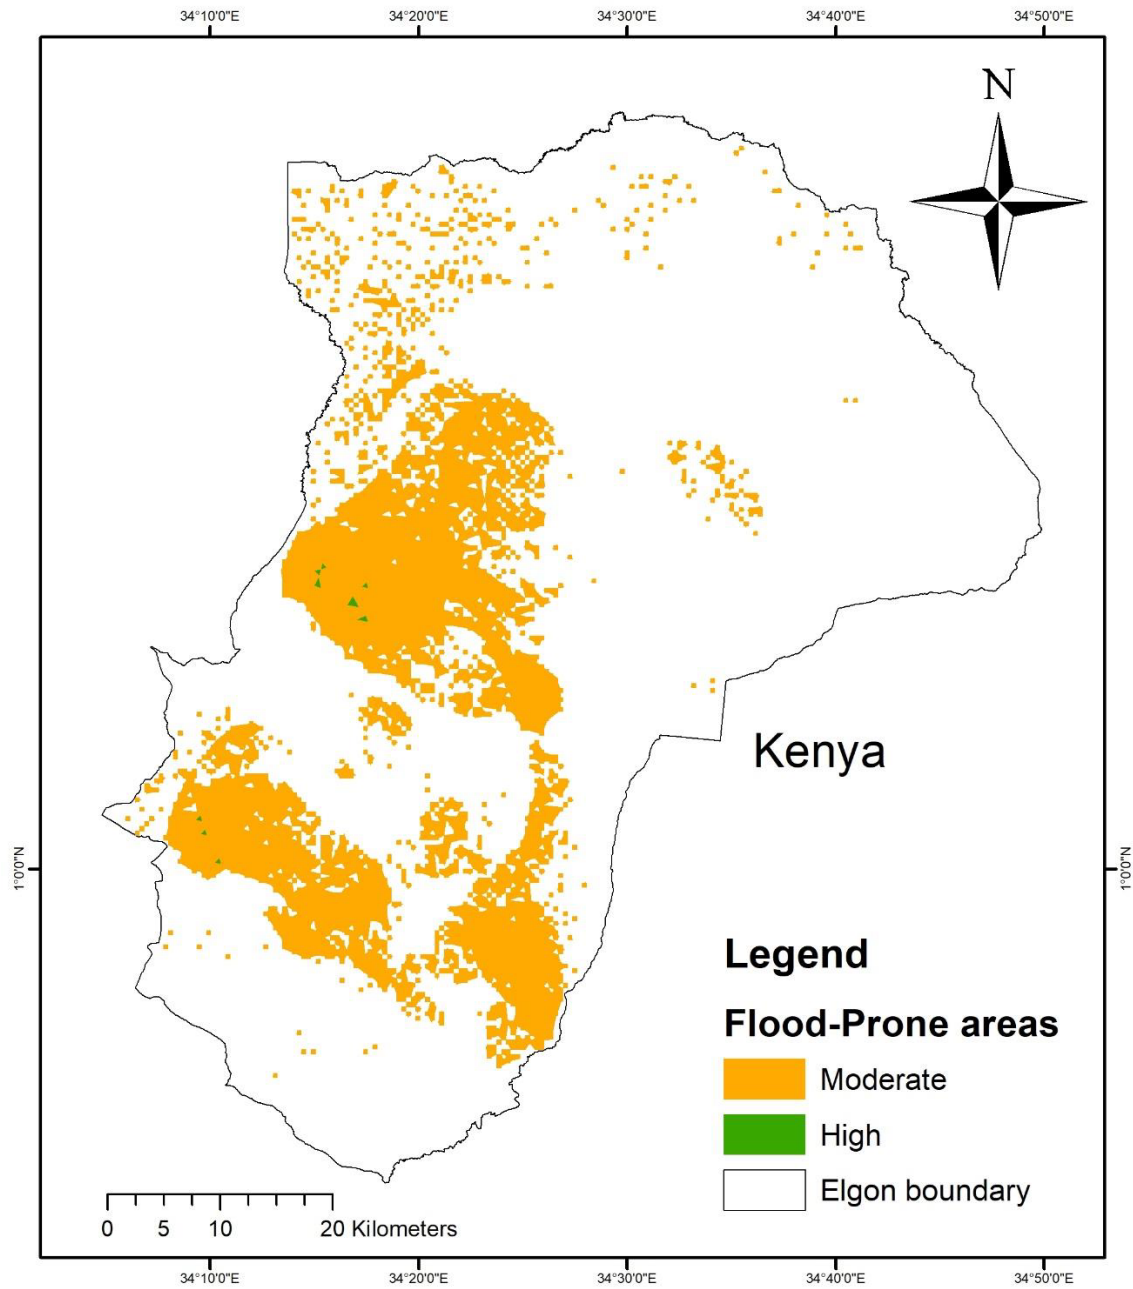 34°10'0"E 34°20'0"E 34°30'0"E 34°40'0"E 34°50'0"E
N
Kenya
1°0'0"N 1°0'0"N
Legend
Flood-Prone areas
Moderate
High
Elgon boundary
0 5 10 20 Kilometers
34°10'0"E 34°20'0"E 34°30'0"E 34°40'0"E 34°50'0"E